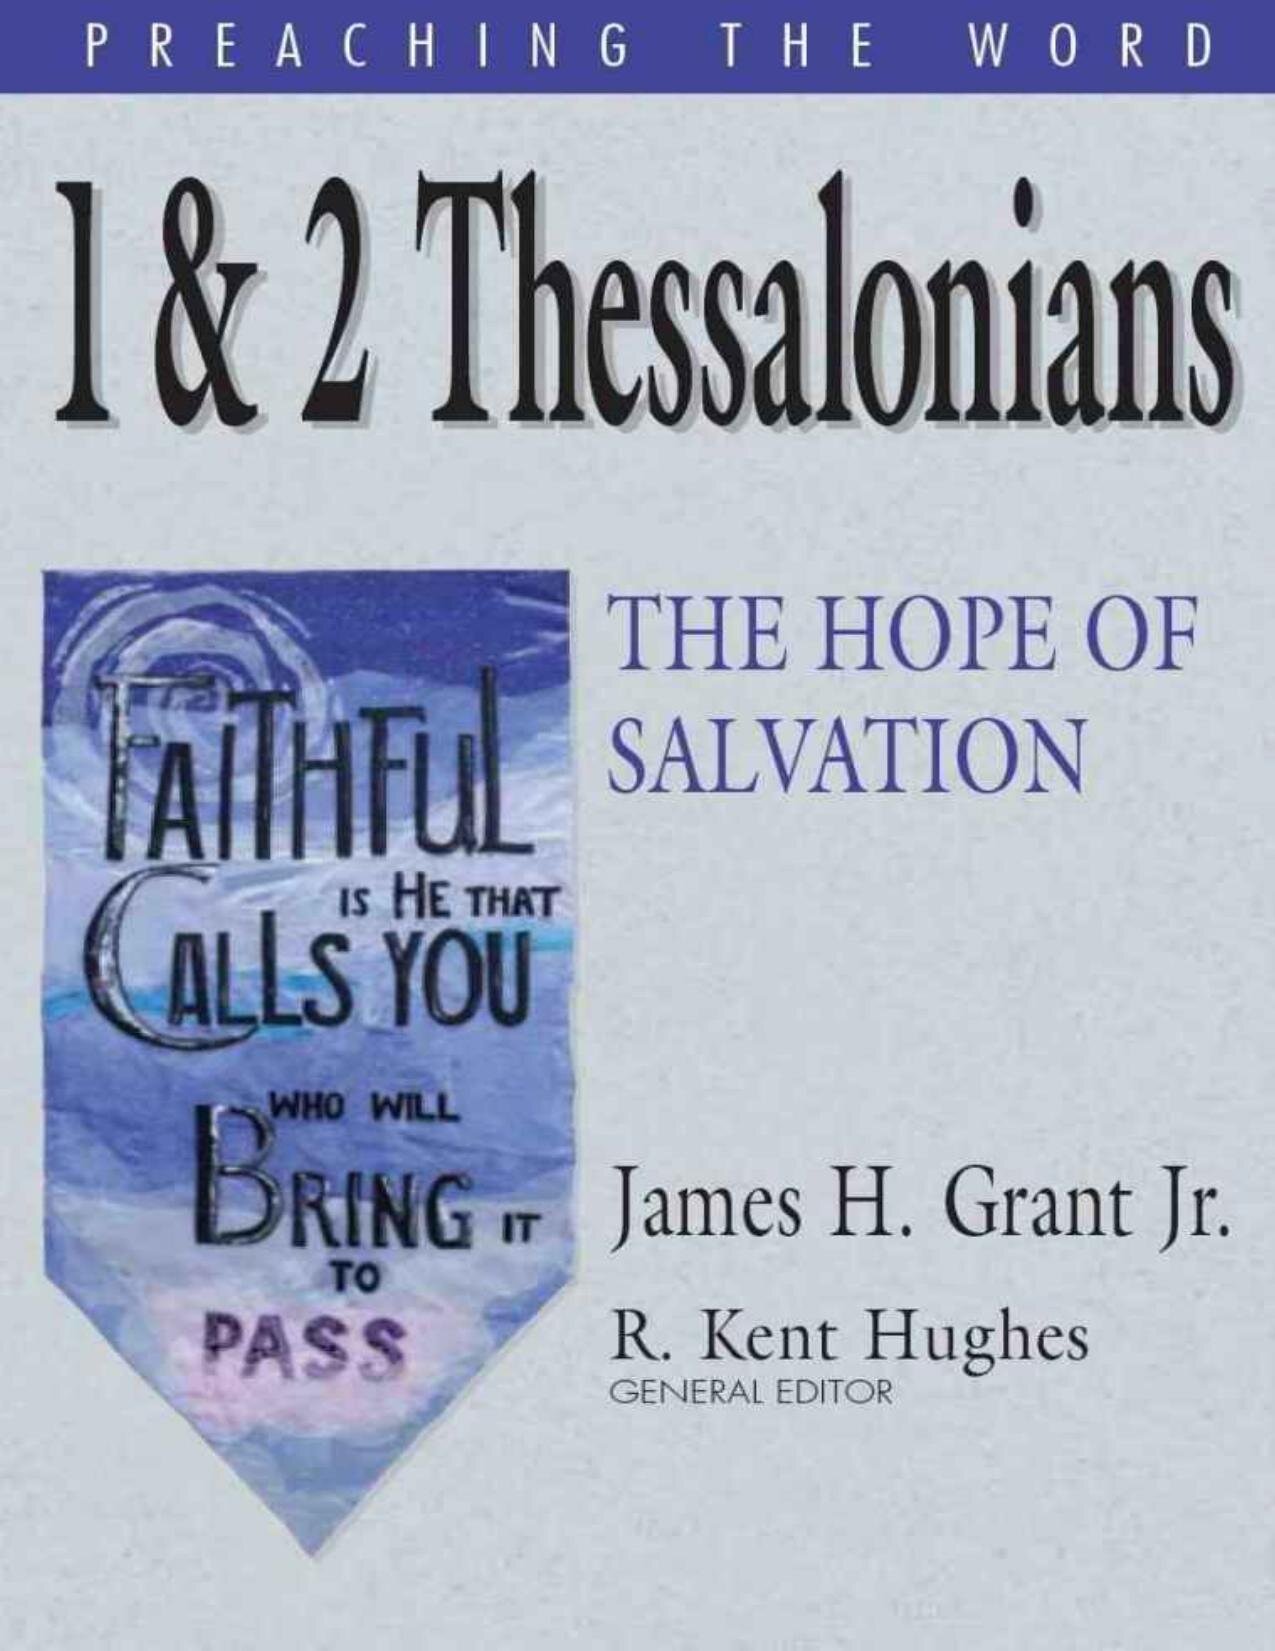 PREACHING THE WORD
1 & 2 Thessalonians
THE HOPE OF
SALVATION
FAITHFUL
IS HE THAT
CALLS YOU
WHO WILL
BRING IT
TO
PASS
James H. Grant Jr.
R. Kent Hughes
GENERAL EDITOR